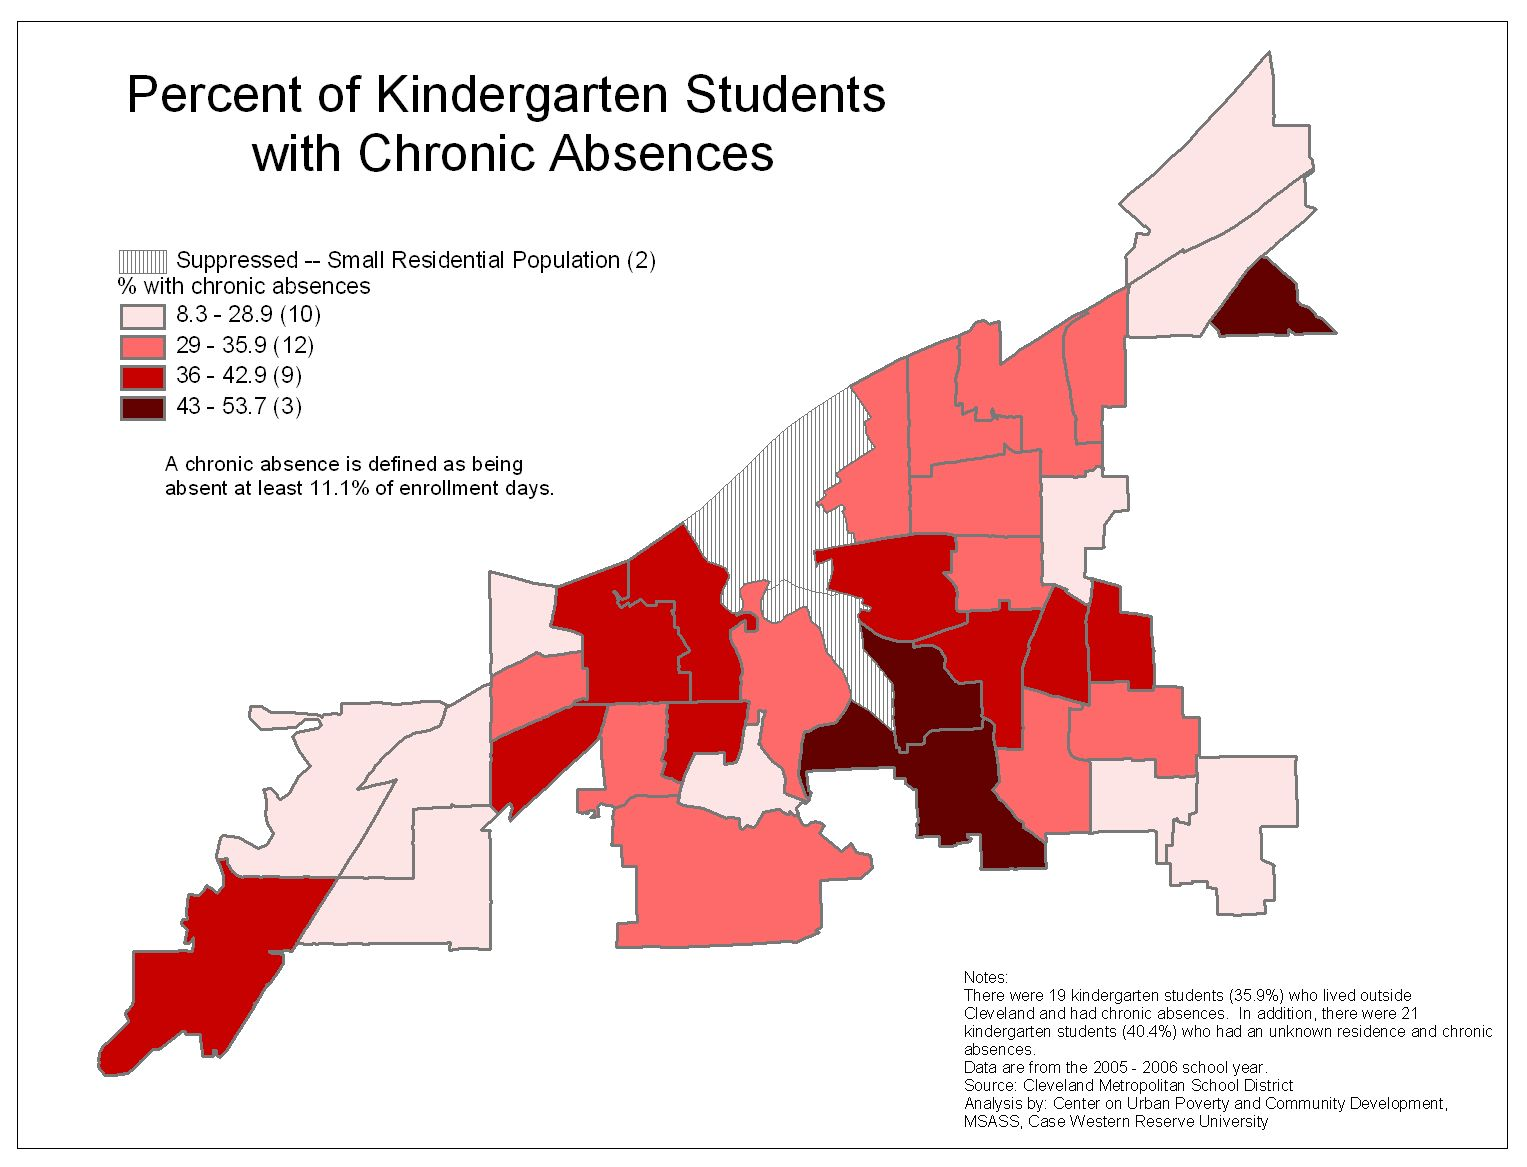 Percent of Kindergarten Students
with Chronic Absences
Suppressed -- Small Residential Population (2)
% with chronic absences
8.3 - 28.9 (10)
29 - 35.9 (12)
36 - 42.9 (9)
43 - 53.7 (3)
A chronic absence is defined as being
absent at least 11.1% of enrollment days.
Notes:
There were 19 kindergarten students (35.9%) who lived outside
Cleveland and had chronic absences.  In addition, there were 21
kindergarten students (40.4%) who had an unknown residence and chronic
absences.
Data are from the 2005 - 2006 school year.
Source: Cleveland Metropolitan School District
Analysis by: Center on Urban Poverty and Community Development,
MSASS, Case Western Reserve University